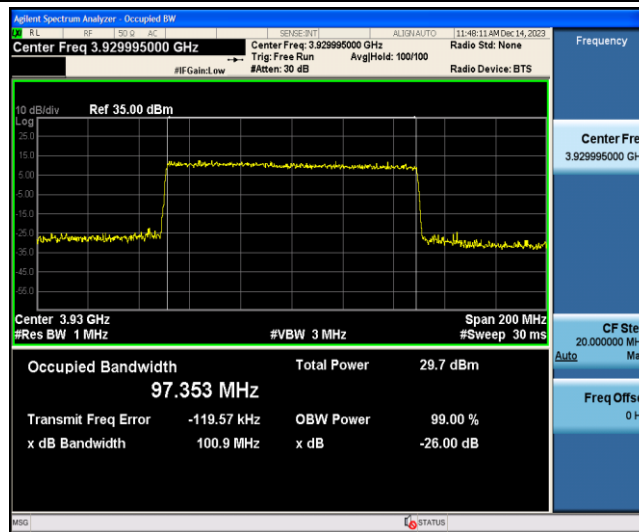 Agilent Spectrum Analyzer - Occupied BW
RL RF 50 Ω AC SENSE:INT ALIGNAUTO 11:48:11 AM Dec 14, 2023
Center Freq 3.929995000 GHz
Center Freq: 3.929995000 GHz
Radio Std: None
Trig: Free Run Avg|Hold: 100/100
#IFGain:Low #Atten: 30 dB Radio Device: BTS
10 dB/div Ref 35.00 dBm
Log
25.0
15.0
5.00
-5.00
-15.0
-25.0
-35.0
-45.0
-55.0
Center 3.93 GHz Span 200 MHz
#Res BW 1 MHz #VBW 3 MHz #Sweep 30 ms
Occupied Bandwidth Total Power 29.7 dBm
97.353 MHz
Transmit Freq Error -119.57 kHz OBW Power 99.00 %
x dB Bandwidth 100.9 MHz x dB -26.00 dB
MSG STATUS
Frequency
Center Fre
3.929995000 GH
CF Ste
20.000000 MH
Auto Ma
Freq Offse
0 H